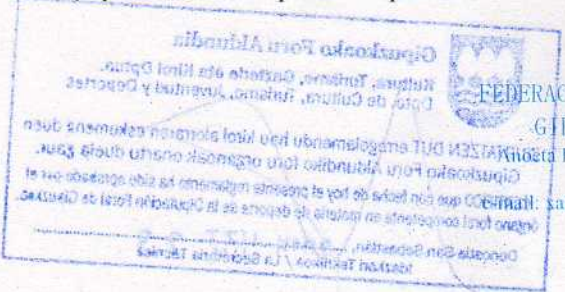 Gipuzkoako Foru Aldundia
Kultura, Turismo, Gazteria eta Kirol Dptua.
Dpto. de Cultura, Turismo, Juventud y Deportes
FEDERAC
GI
DUT erregelamendu hau kirol alorrean eskumena duen
Anoeta
Gipuzkoako Foru Aldundiko foru organoak onartu duela gaur.
que con fecha de hoy el presente reglamento ha sido aprobado por el
email: xa
órgano foral competente en materia de deporte de la Diputación Foral de Gipuzkoa.
Donostia-San Sebastián,
Idazkari Teknikoa / La Secretaria Técnica